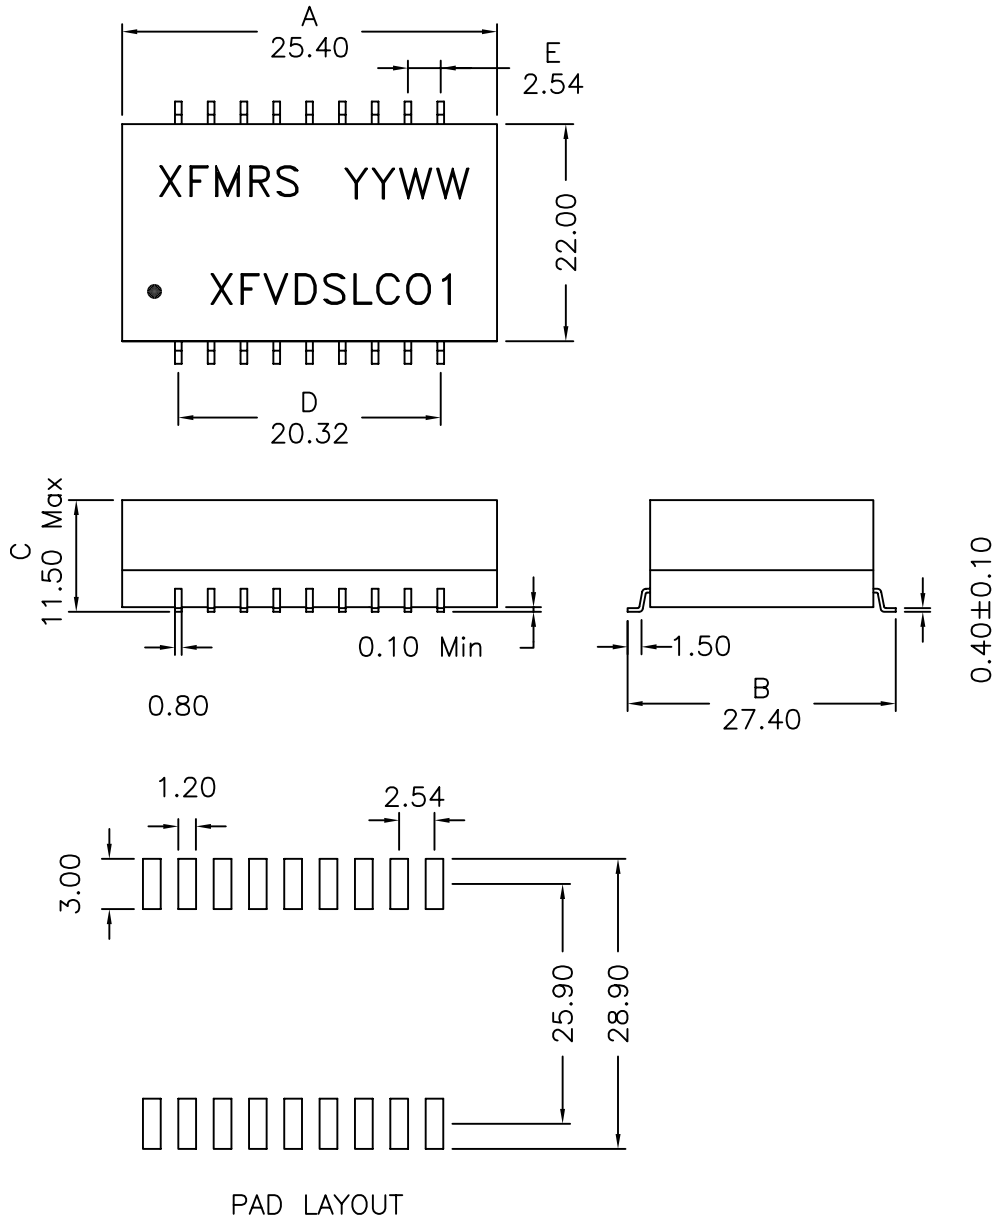 A
25.40
E
2.54
XFMRS YYWW
22.00
XFVDSLC01
D
20.32
C
11.50 Max
0.10 Min
0.80
1.50
B
27.40
0.40±0.10
1.20
2.54
3.00
25.90
28.90
PAD LAYOUT